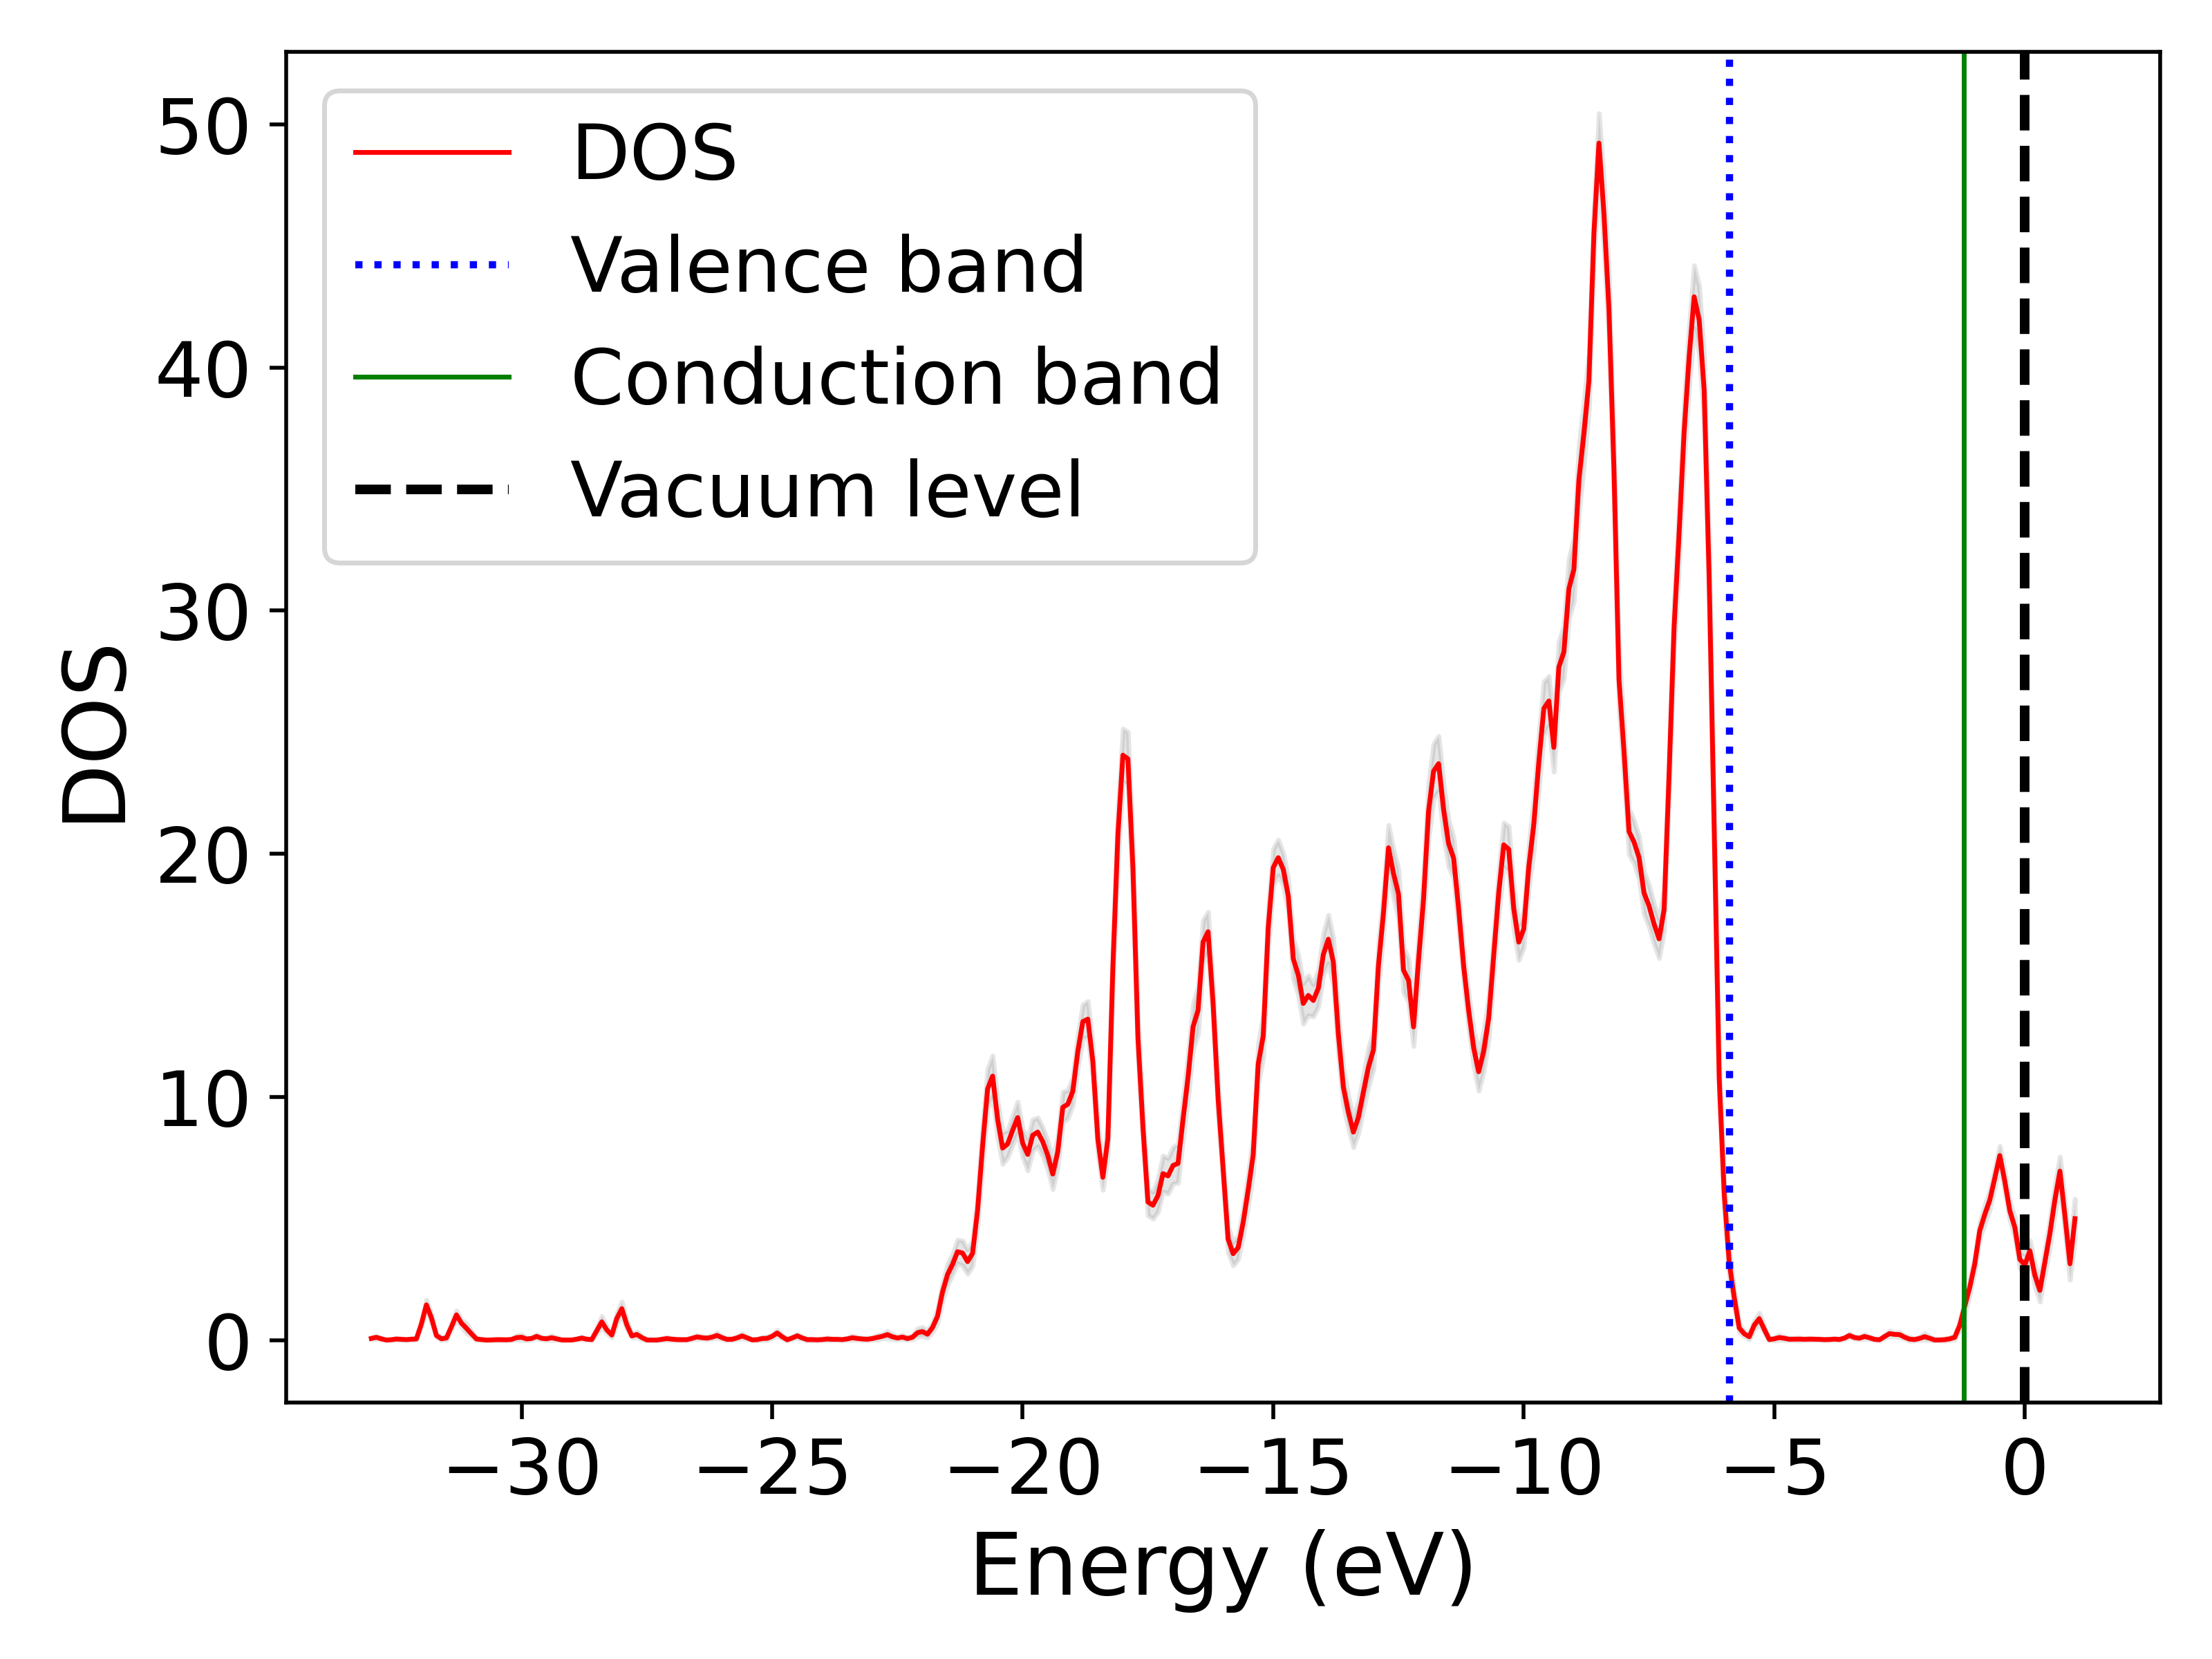 DOS
Valence band
Conduction band
Vacuum level
50
40
30
20
10
0
DOS
−30
−25
−20
−15
−10
−5
0
Energy (eV)